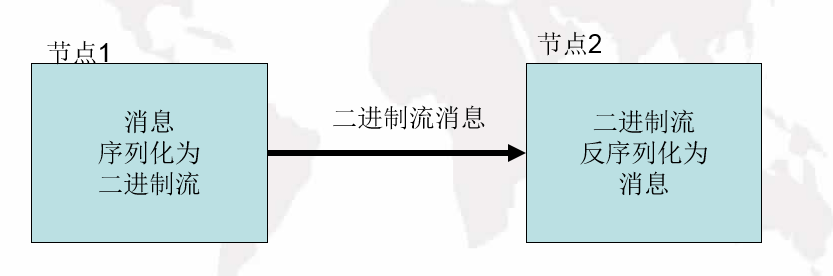 节点1
节点2
消息
序列化为
二进制流
二进制流消息
二进制流
反序列化为
消息